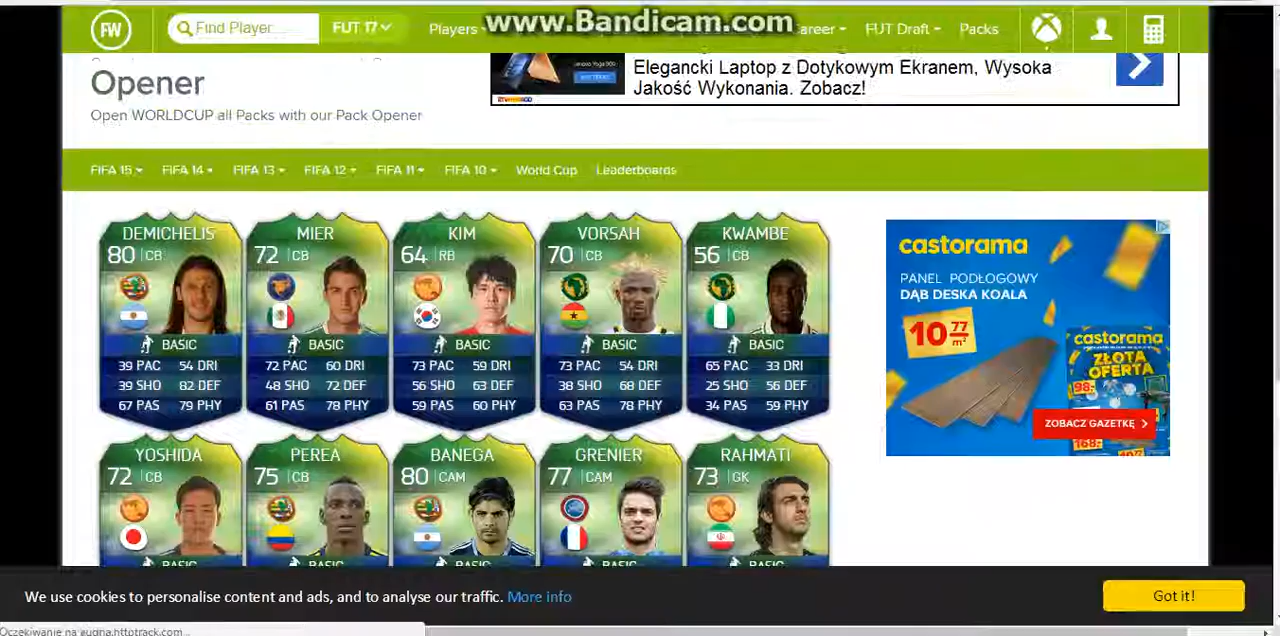 www.Bandicam.com
FW Find Player FUT 17 Players areer FUT Draft Packs
Elegancki Laptop z Dotykowym Ekranem, Wysoka
Jakość Wykonania. Zobacz!
Opener
Open WORLDCUP all Packs with our Pack Opener
FIFA 15 FIFA 14 FIFA 13 FIFA 12 FIFA 11 FIFA 10 World Cup Leaderboards
DEMICHELIS MIER KIM VORSAH KWAMBE
80 | CB 72 | CB 64 | RB 70 | CB 56 | CB
BASIC BASIC BASIC BASIC BASIC
39 PAC 54 DRI 72 PAC 60 DRI 73 PAC 59 DRI 73 PAC 54 DRI 65 PAC 33 DRI
39 SHO 82 DEF 48 SHO 72 DEF 56 SHO 63 DEF 38 SHO 68 DEF 25 SHO 56 DEF
67 PAS 79 PHY 61 PAS 78 PHY 59 PAS 60 PHY 63 PAS 78 PHY 34 PAS 59 PHY
YOSHIDA PEREA BANEGA GRENIER RAHMATI
72 | CB 75 | CB 80 | CAM 77 | CAM 73 | GK
BASIC BASIC BASIC BASIC BASIC
castorama
PANEL PODŁOGOWY
DĄB DESKA KOALA
10 77 m²
castorama
ZŁOTA
OFERTA
98.-
168.-
ZOBACZ GAZETKĘ
We use cookies to personalise content and ads, and to analyse our traffic. More info
Got it!